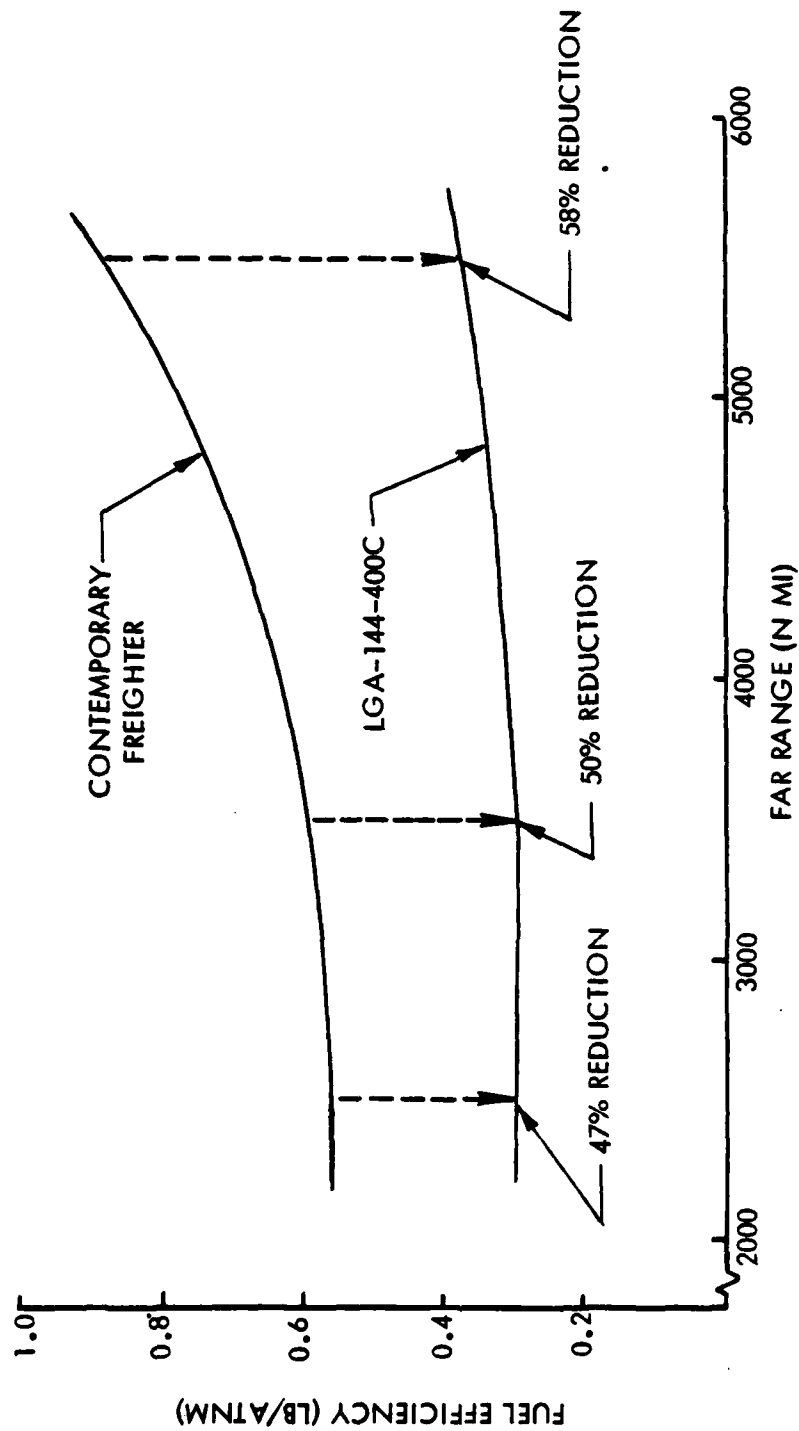 1.0
0.8
0.6
0.4
0.2
FUEL EFFICIENCY (LB/ATNM)
CONTEMPORARY
FREIGHTER
LGA-144-400C
47% REDUCTION
50% REDUCTION
58% REDUCTION
2000
3000
4000
5000
6000
FAR RANGE (N MI)